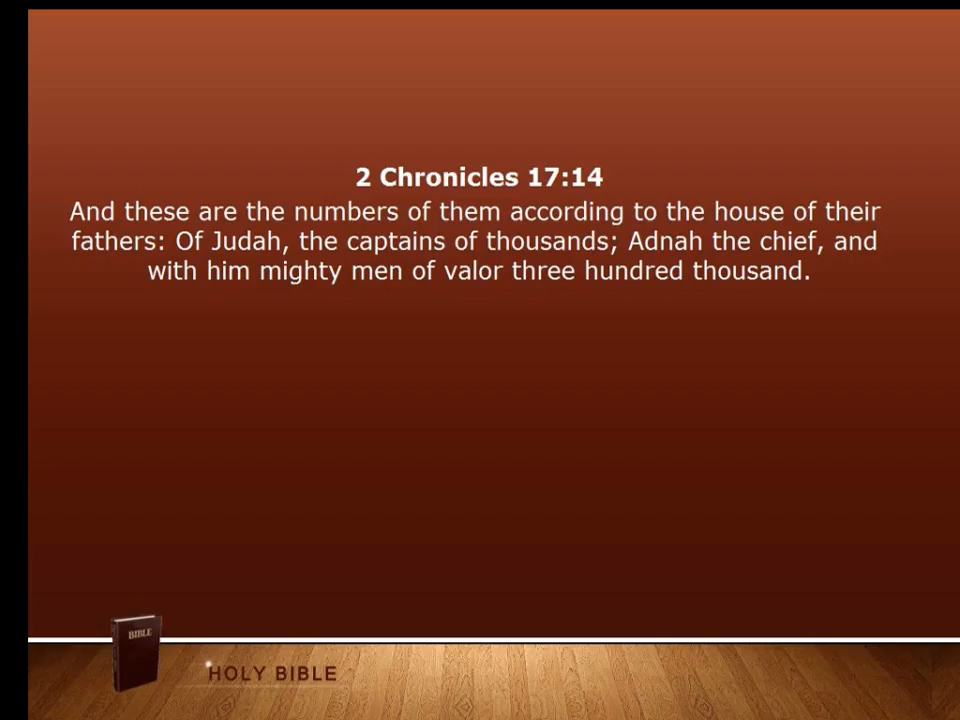 2 Chronicles 17:14
And these are the numbers of them according to the house of their
fathers: Of Judah, the captains of thousands; Adnah the chief, and
with him mighty men of valor three hundred thousand.
BIBLE
HOLY BIBLE